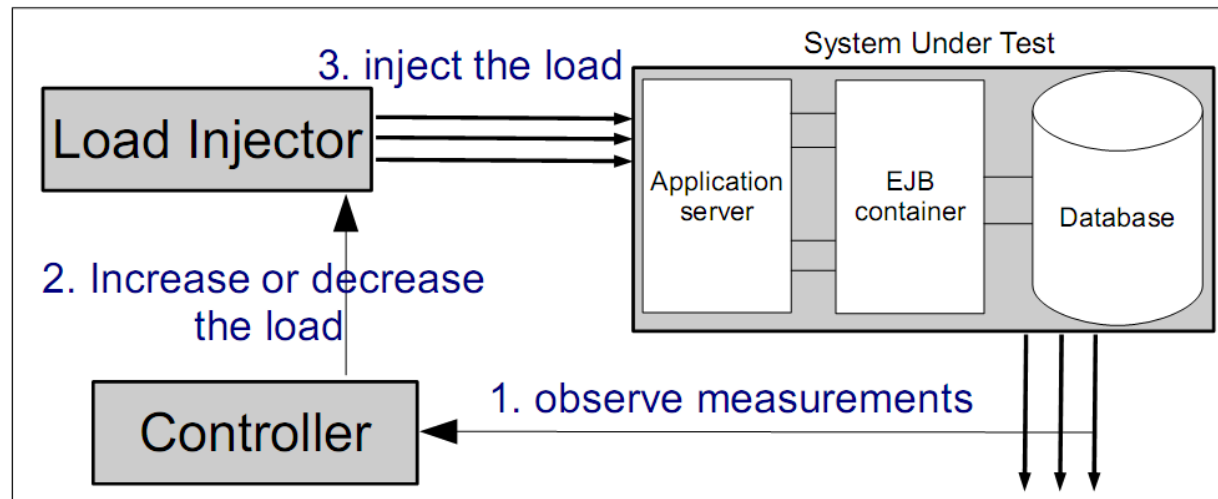 System Under Test
3. inject the load
Load Injector
Application
server
EJB
container
Database
2. Increase or decrease
the load
1. observe measurements
Controller